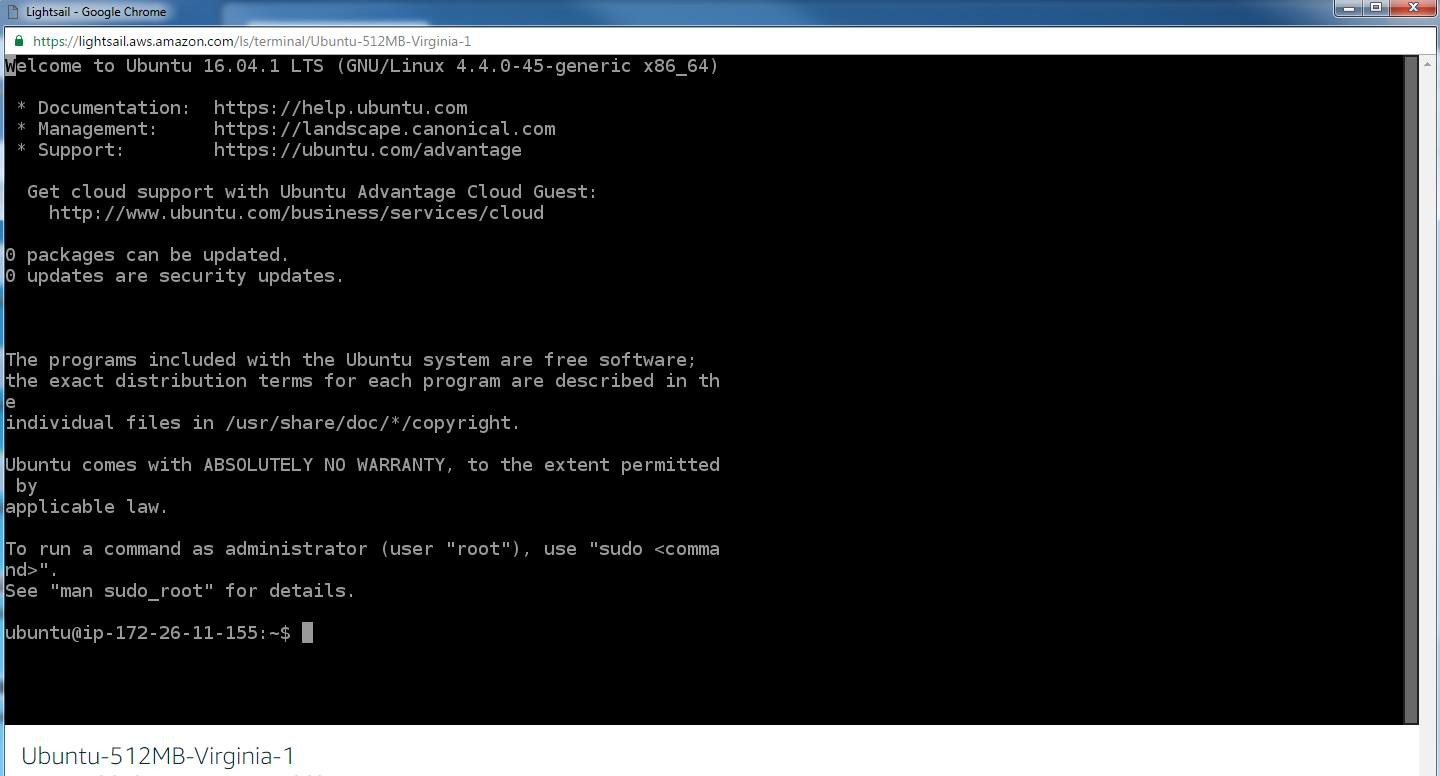 Lightsail - Google Chrome
https://lightsail.aws.amazon.com/ls/terminal/Ubuntu-512MB-Virginia-1
Welcome to Ubuntu 16.04.1 LTS (GNU/Linux 4.4.0-45-generic x86_64)
* Documentation:  https://help.ubuntu.com
* Management:     https://landscape.canonical.com
* Support:        https://ubuntu.com/advantage
Get cloud support with Ubuntu Advantage Cloud Guest:
http://www.ubuntu.com/business/services/cloud
0 packages can be updated.
0 updates are security updates.
The programs included with the Ubuntu system are free software;
the exact distribution terms for each program are described in th
e
individual files in /usr/share/doc/*/copyright.
Ubuntu comes with ABSOLUTELY NO WARRANTY, to the extent permitted
by
applicable law.
To run a command as administrator (user "root"), use "sudo <comma
nd>".
See "man sudo_root" for details.
ubuntu@ip-172-26-11-155:~$
Ubuntu-512MB-Virginia-1